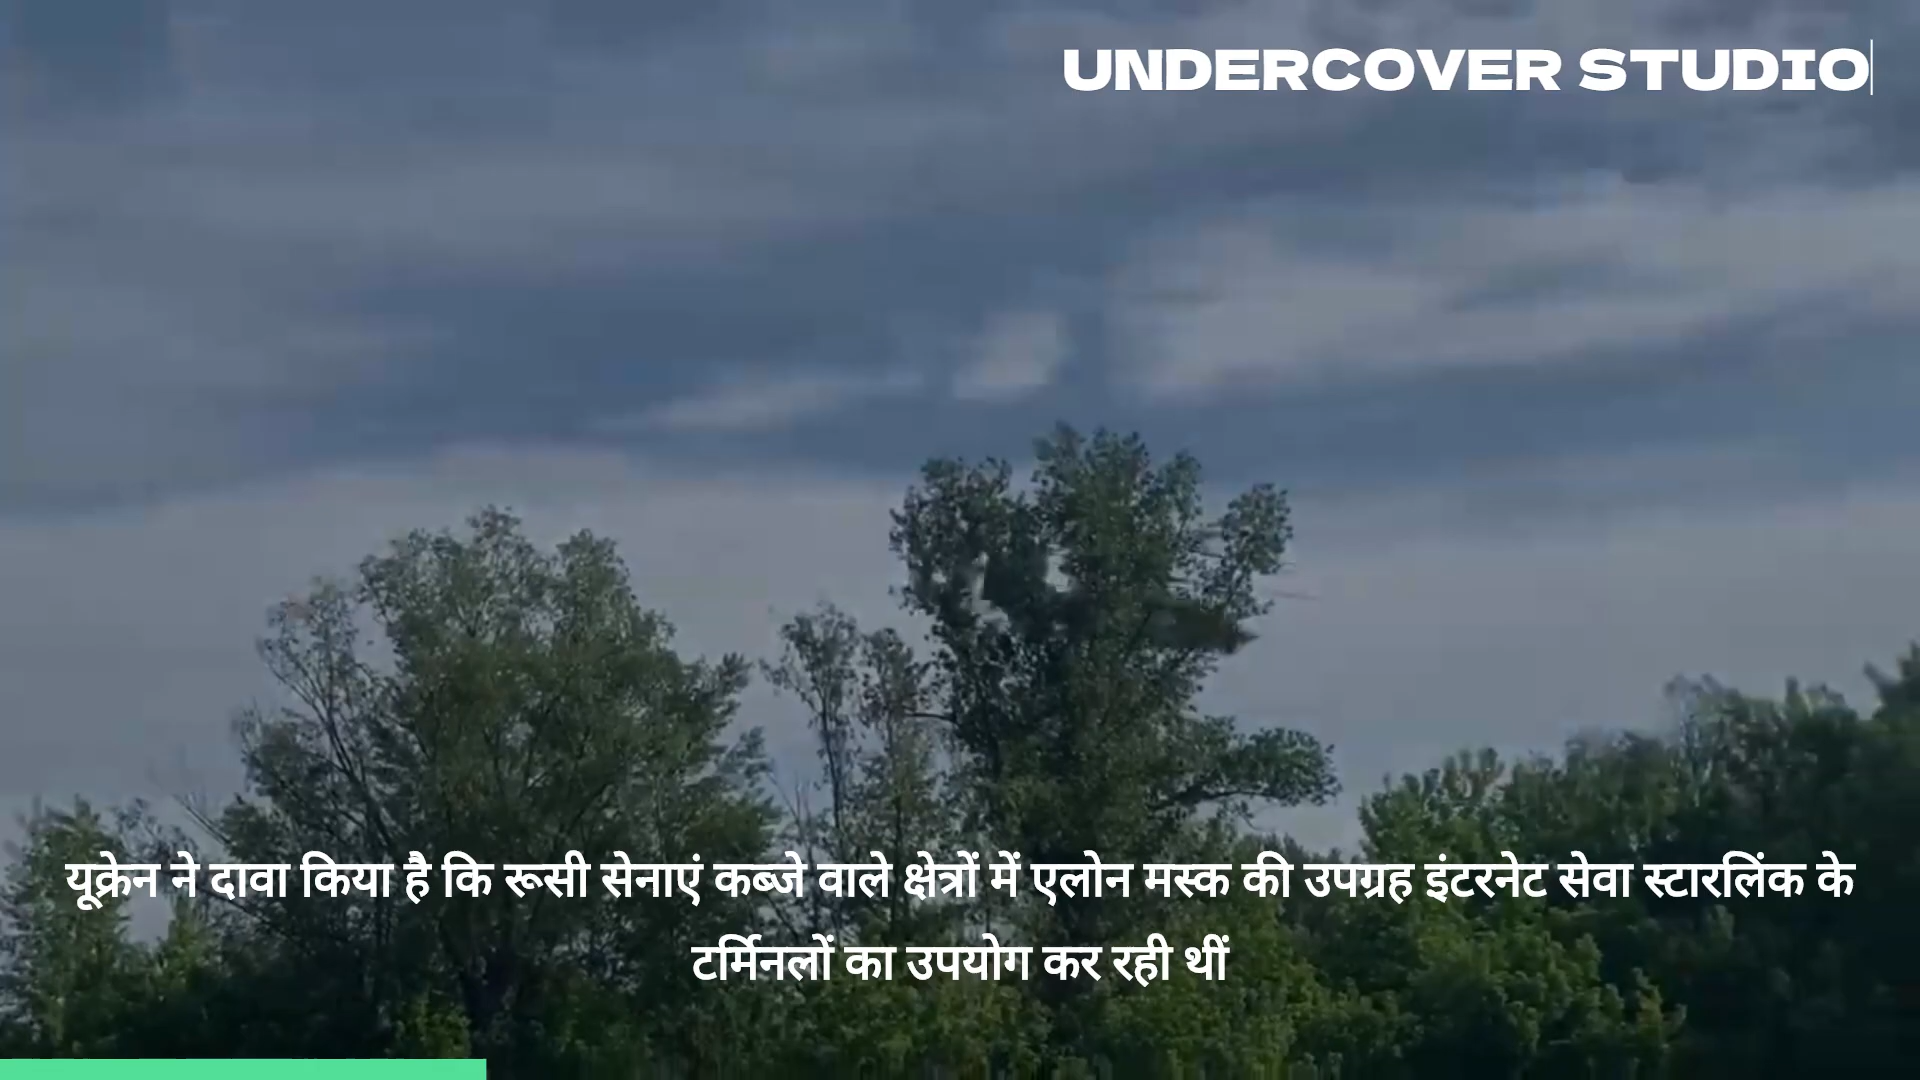 UNDERCOVER STUDIO
यूक्रेन ने दावा किया है कि रूसी सेनाएं कब्जे वाले क्षेत्रों में एलोन मस्क की उपग्रह इंटरनेट सेवा स्टारलिंक के
टर्मिनलों का उपयोग कर रही थीं